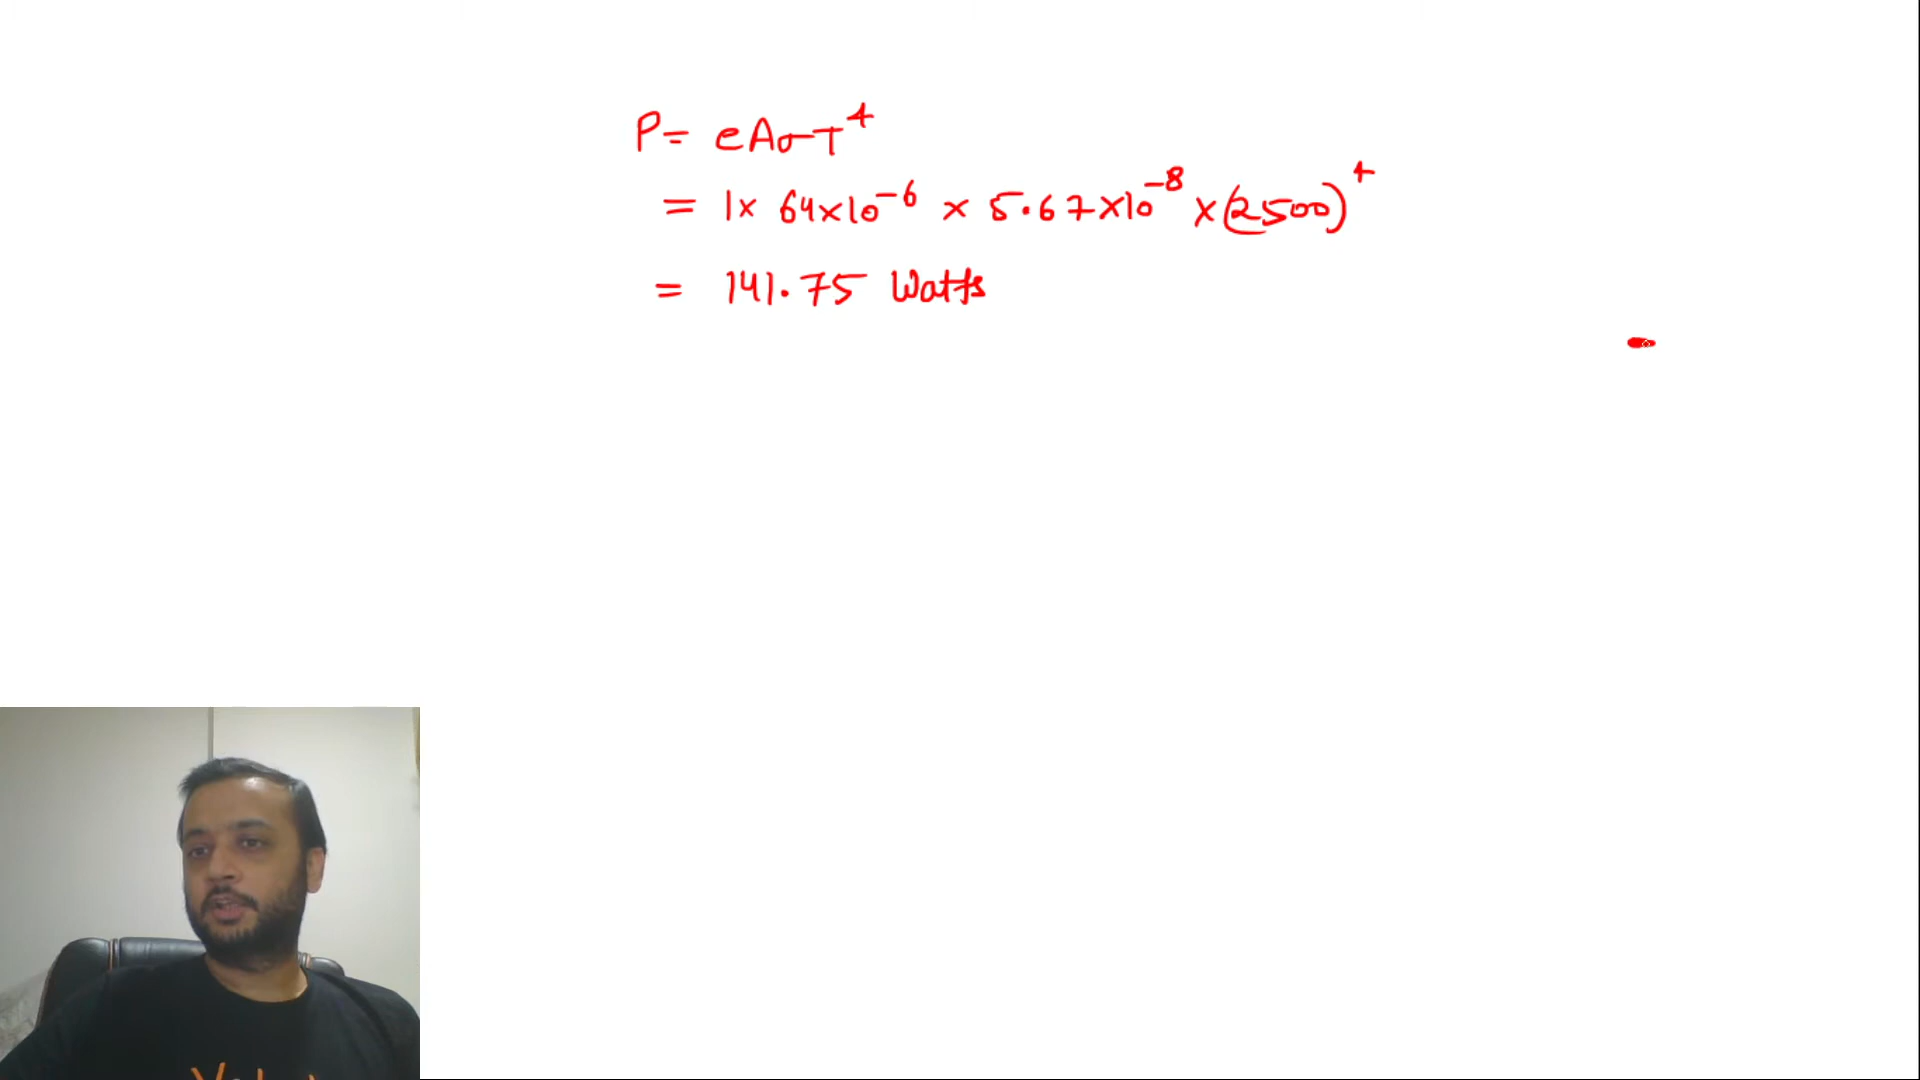 P= eAσT⁴
= 1× 64×10⁻⁶ × 5.67×10⁻⁸ ×(2500)⁴
= 141.75 Watts